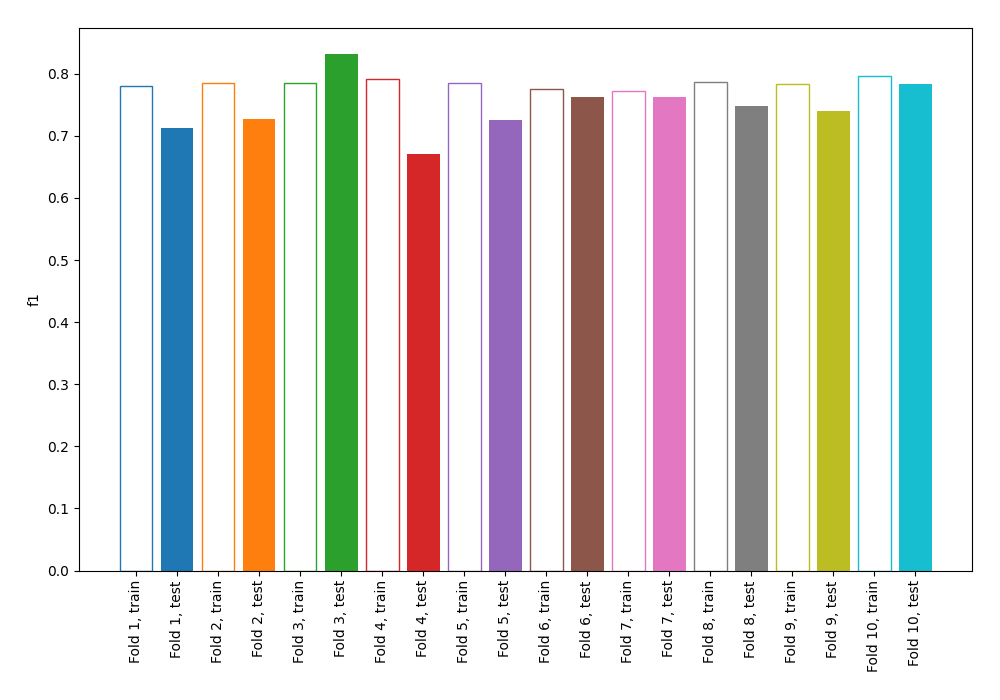 f1
0.8
0.7
0.6
0.5
0.4
0.3
0.2
0.1
0.0
Fold 1, train
Fold 1, test
Fold 2, train
Fold 2, test
Fold 3, train
Fold 3, test
Fold 4, train
Fold 4, test
Fold 5, train
Fold 5, test
Fold 6, train
Fold 6, test
Fold 7, train
Fold 7, test
Fold 8, train
Fold 8, test
Fold 9, train
Fold 9, test
Fold 10, train
Fold 10, test